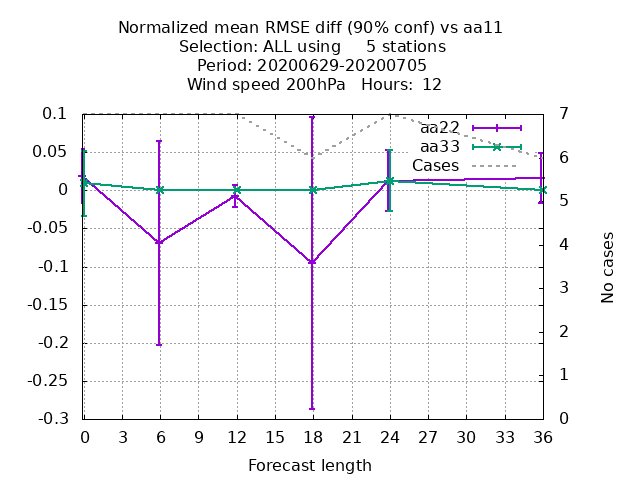 Normalized mean RMSE diff (90% conf) vs aa11
Selection: ALL using     5 stations
Period: 20200629-20200705
Wind speed 200hPa   Hours:  12
0.1
0.05
0
-0.05
-0.1
-0.15
-0.2
-0.25
-0.3
aa22
aa33
Cases
7
6
5
4
3
2
1
0
No cases
0 3 6 9 12 15 18 21 24 27 30 33 36
Forecast length